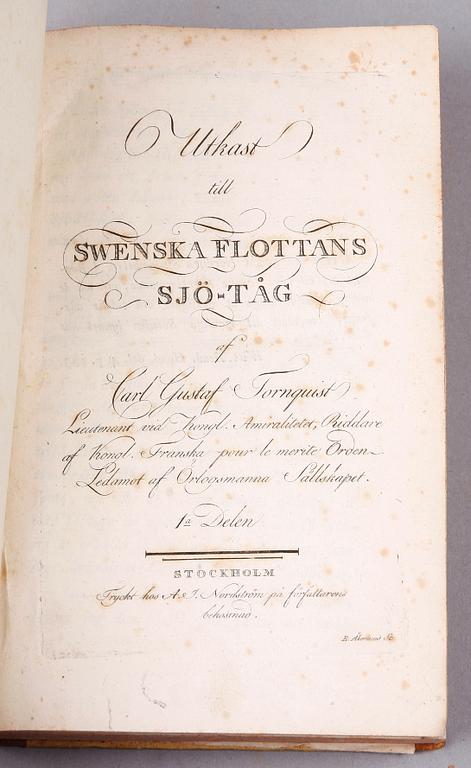 Utkast
till
SWENSKA FLOTTANS
SJÖ-TÅG
af
Carl Gustaf Tornquist
Lieutenant vid Kongl. Amiralitetet, Riddare
af Kongl. Franska pour le merite Orden
Ledamot af Orlogsmanna Sällskapet.
1a Delen
STOCKHOLM
Tryckt hos A. & J. Nordström på författarens
bekostnad.